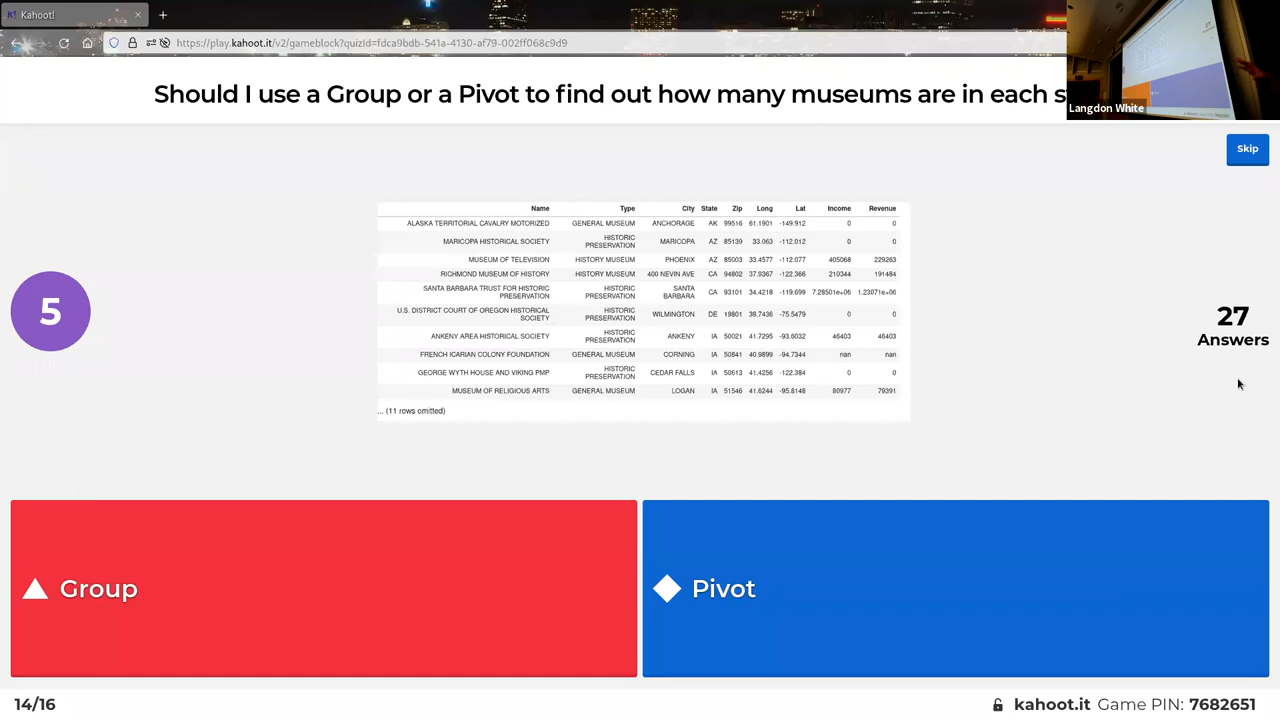 Kahoot!
https://play.kahoot.it/v2/gameblock?quizId=fdca9bdb-541a-4130-af79-002ff068c9d9
Should I use a Group or a Pivot to find out how many museums are in each
Langdon White
Skip
Name Type City State Zip Long Lat Income Revenue
ALASKA TERRITORIAL CAVALRY MOTORIZED GENERAL MUSEUM ANCHORAGE AK 99516 61.1901 -149.912 0 0
MARICOPA HISTORICAL SOCIETY HISTORIC PRESERVATION MARICOPA AZ 85139 33.063 -112.012 0 0
MUSEUM OF TELEVISION HISTORY MUSEUM PHOENIX AZ 85003 33.4577 -112.077 405068 229263
RICHMOND MUSEUM OF HISTORY HISTORY MUSEUM 400 NEVIN AVE CA 94802 37.9367 -122.366 210344 191484
SANTA BARBARA TRUST FOR HISTORIC PRESERVATION HISTORIC PRESERVATION SANTA BARBARA CA 93101 34.4218 -119.699 7.28501e+06 1.23071e+06
U.S. DISTRICT COURT OF OREGON HISTORICAL SOCIETY HISTORIC PRESERVATION WILMINGTON DE 19801 39.7436 -75.5479 0 0
ANKENY AREA HISTORICAL SOCIETY HISTORIC PRESERVATION ANKENY IA 50021 41.7295 -93.6032 46403 46403
FRENCH ICARIAN COLONY FOUNDATION GENERAL MUSEUM CORNING IA 50841 40.9899 -94.7344 nan nan
GEORGE WYTH HOUSE AND VIKING PMP HISTORIC PRESERVATION CEDAR FALLS IA 50613 41.4256 -122.384 0 0
MUSEUM OF RELIGIOUS ARTS GENERAL MUSEUM LOGAN IA 51546 41.6244 -95.8148 80977 79391
... (11 rows omitted)
5
27
Answers
Group
Pivot
14/16
kahoot.it Game PIN: 7682651